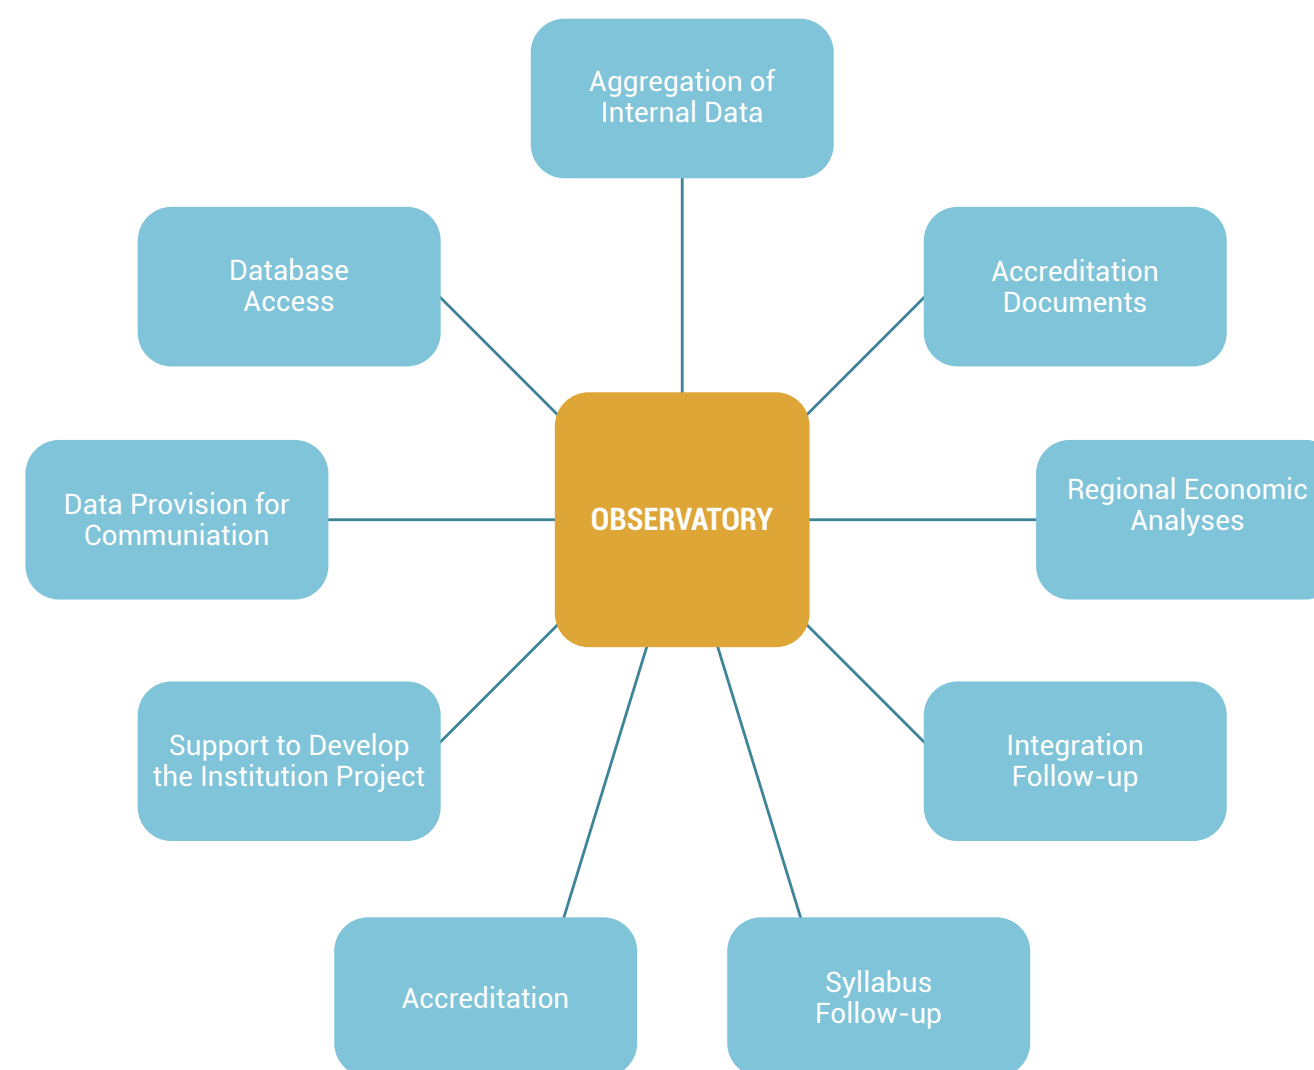 Aggregation of
Internal Data
Database
Access
Accreditation
Documents
Data Provision for
Communiation
OBSERVATORY
Regional Economic
Analyses
Support to Develop
the Institution Project
Integration
Follow-up
Accreditation
Syllabus
Follow-up